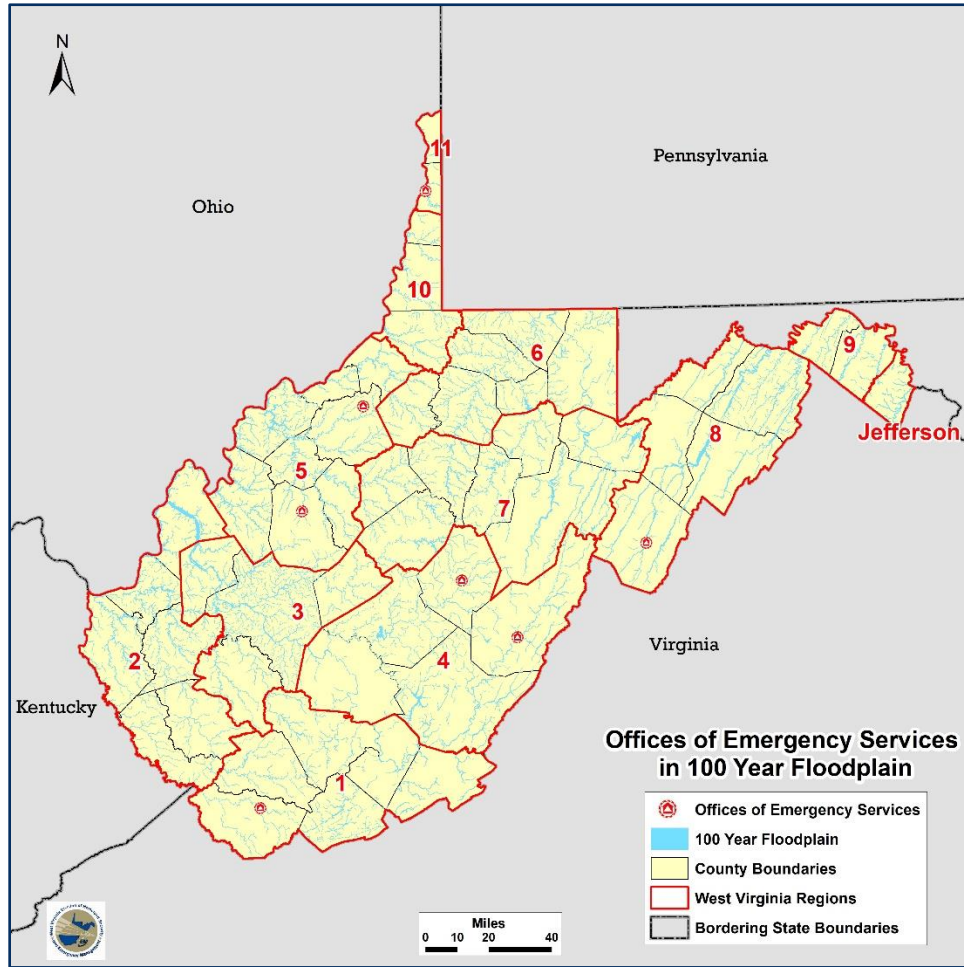 N
11
Pennsylvania
Ohio
10
6
9
8
Jefferson
5
7
3
Virginia
2
4
Kentucky
1
Offices of Emergency Services
in 100 Year Floodplain
Offices of Emergency Services
100 Year Floodplain
County Boundaries
West Virginia Regions
Bordering State Boundaries
Miles
0 10 20 40